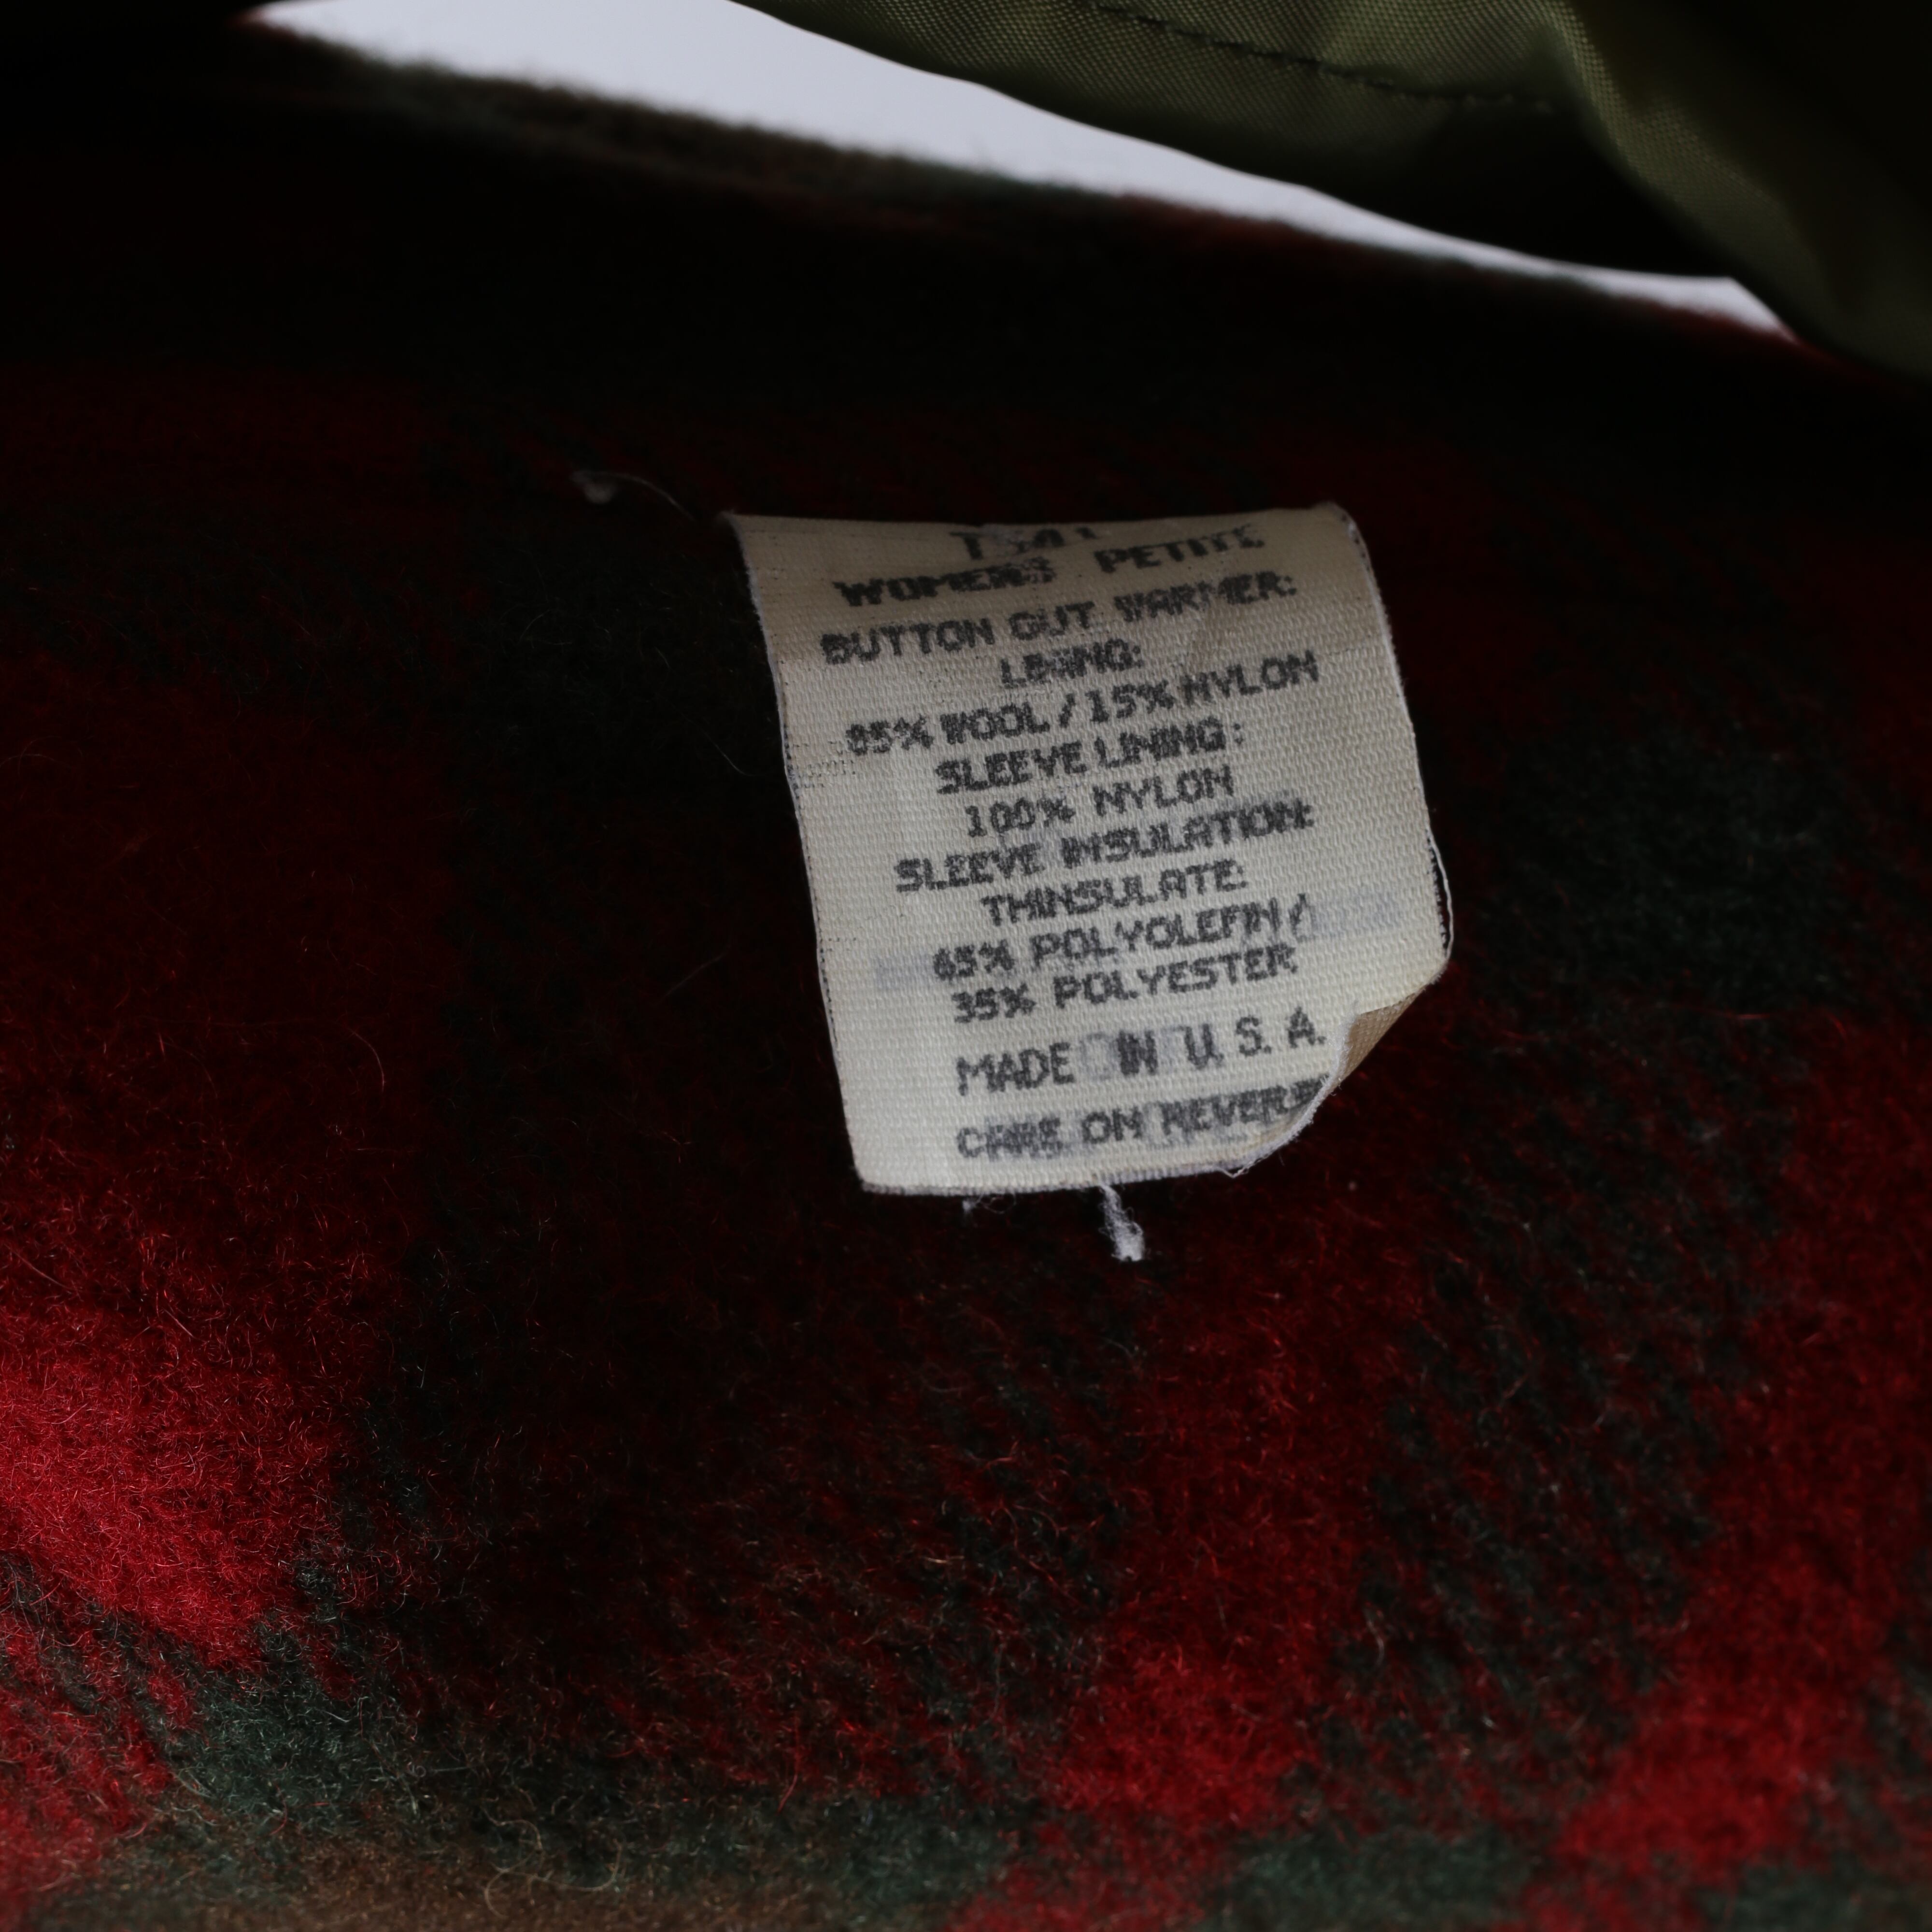 WOMENS PETITE
BUTTON OUT WARMER:
LINING:
85% WOOL/15% NYLON
SLEEVE LINING:
100% NYLON
SLEEVE INSULATION:
THINSULATE:
65% POLYOLEFIN/
35% POLYESTER
MADE IN U.S.A.
CARE ON REVERSE